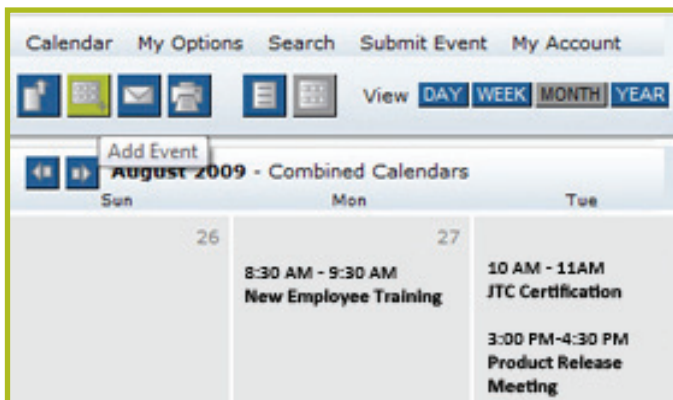 Calendar My Options Search Submit Event My Account
View DAY WEEK MONTH YEAR
Add Event
August 2009 - Combined Calendars
Sun Mon Tue
26 27
8:30 AM - 9:30 AM
New Employee Training
10 AM - 11AM
JTC Certification
3:00 PM-4:30 PM
Product Release
Meeting